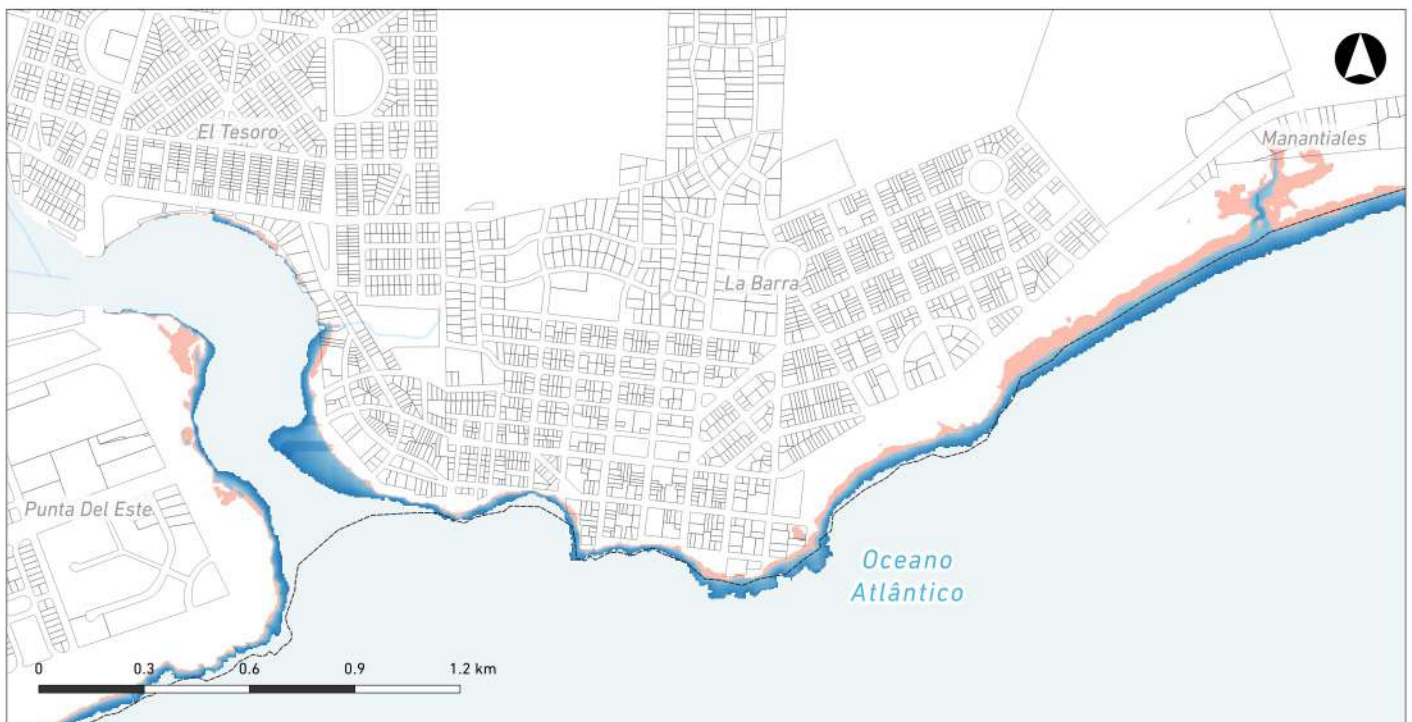 El Tesoro
Manantiales
La Barra
Punta Del Este
Oceano
Atlântico
0 0.3 0.6 0.9 1.2 km